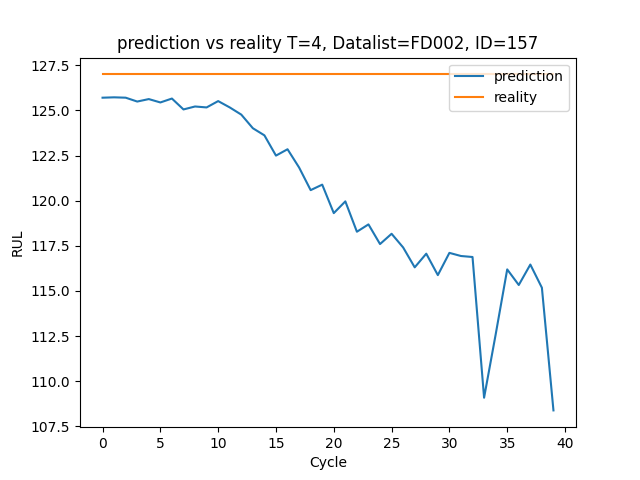 prediction vs reality T=4, Datalist=FD002, ID=157
127.5
125.0
122.5
120.0
117.5
115.0
112.5
110.0
107.5
RUL
prediction
reality
0 5 10 15 20 25 30 35 40
Cycle